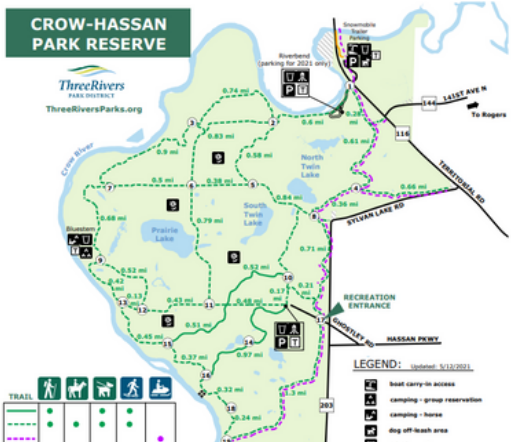 CROW-HASSAN
PARK RESERVE
ThreeRivers
PARK DISTRICT
ThreeRiversParks.org
Snowmobile
Trailer
Parking
Riverbend
(parking for 2021 only)
P
P
T
1
141ST AVE N
144
To Rogers
116
TERRITORIAL RD
Crow River
0.74 mi
3
2
0.6 mi
0.83 mi
0.61 mi
0.9 mi
0.58 mi
North
Twin
Lake
7
0.5 mi
6
0.38 mi
5
4
0.66 mi
0.84 mi
0.36 mi
8
SYLVAN LAKE RD
South
Twin
Lake
0.68 mi
0.79 mi
Prairie
Lake
0.71 mi
Bluestem
9
0.52 mi
0.42
mi
0.52 mi
10
0.17
mi
0.21
mi
13
12
0.43 mi
11
0.48 mi
RECREATION
ENTRANCE
17
GHOSTLEY RD
HASSAN PKWY
0.45 mi
15
0.51 mi
P
T
14
0.97 mi
0.37 mi
16
0.32 mi
18
0.24 mi
1.3 mi
203
LEGEND: Updated: 5/12/2021
boat carry-in access
camping - group reservation
camping - horse
dog off-leash area
TRAIL